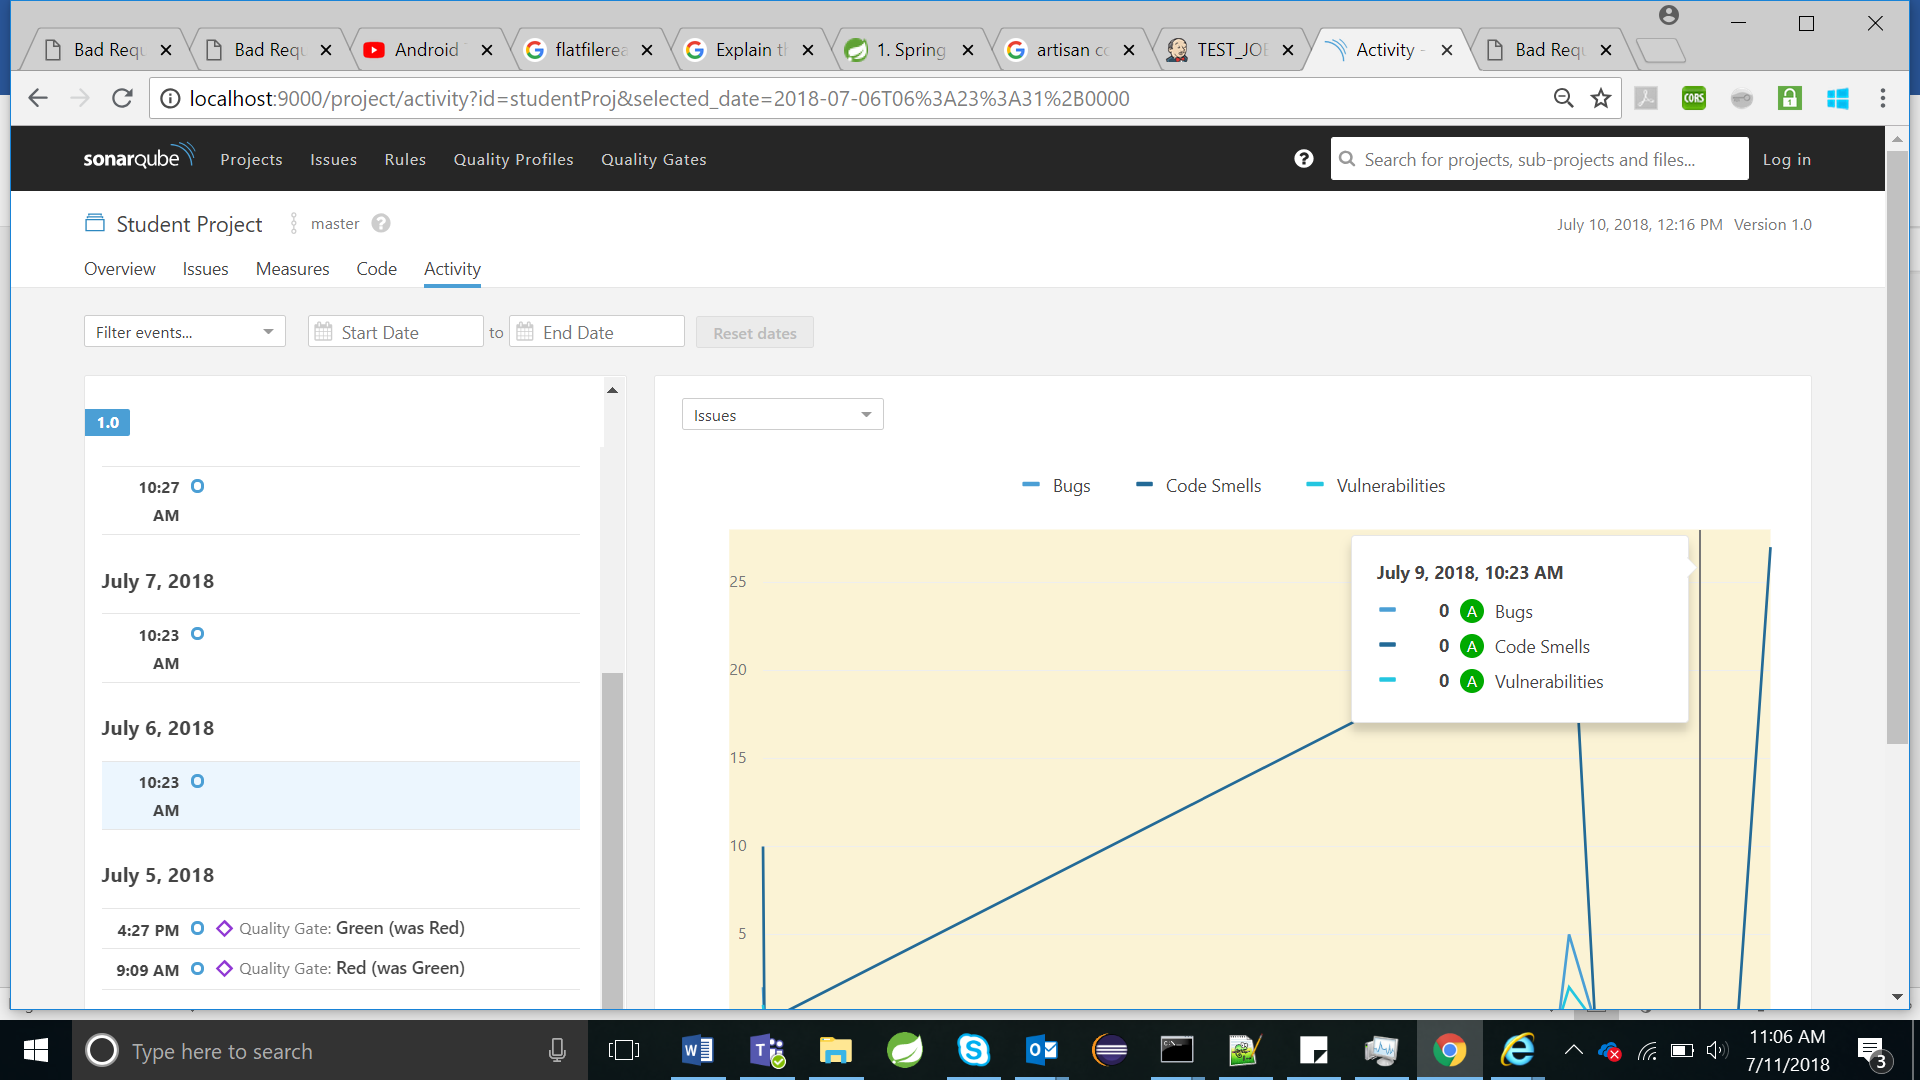 Bad Requ
Bad Requ
Android
flatfilerea
Explain th
1. Spring
artisan co
TEST_JOB
Activity -
Bad Requ
localhost:9000/project/activity?id=studentProj&selected_date=2018-07-06T06%3A23%3A31%2B0000
CORS
sonarqube
Projects
Issues
Rules
Quality Profiles
Quality Gates
?
Search for projects, sub-projects and files...
Log in
Student Project
master
?
July 10, 2018, 12:16 PM Version 1.0
Overview
Issues
Measures
Code
Activity
Filter events...
Start Date
to
End Date
Reset dates
1.0
10:27
AM
July 7, 2018
10:23
AM
July 6, 2018
10:23
AM
July 5, 2018
4:27 PM Quality Gate: Green (was Red)
9:09 AM Quality Gate: Red (was Green)
Issues
Bugs
Code Smells
Vulnerabilities
25
20
15
10
5
July 9, 2018, 10:23 AM
0 A Bugs
0 A Code Smells
0 A Vulnerabilities
Type here to search
11:06 AM
7/11/2018
3